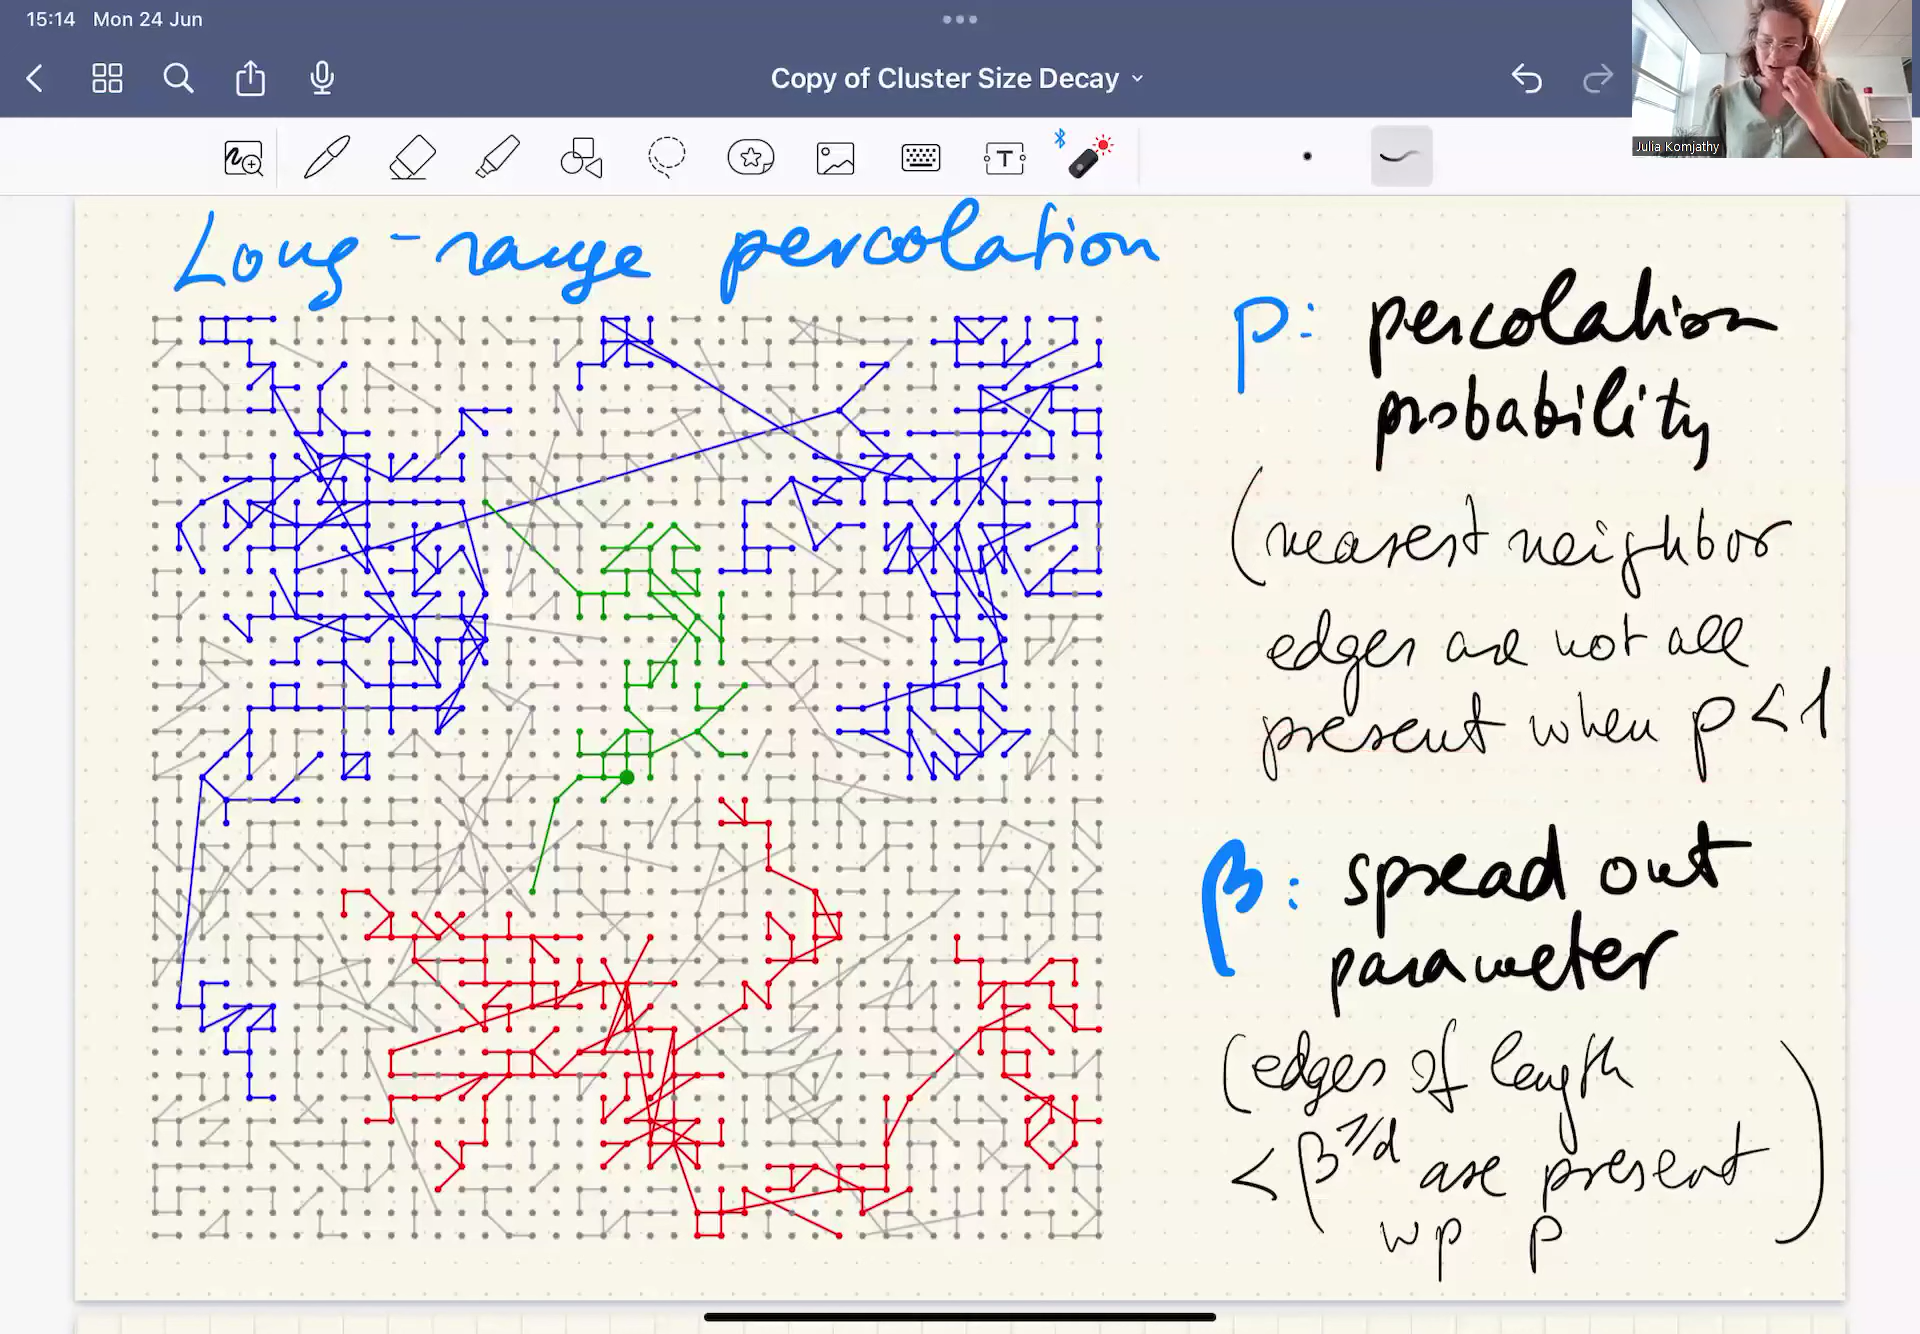 15:14 Mon 24 Jun
Copy of Cluster Size Decay
Julia Komjathy
T
Long-range percolation
p: percolation
probability
(nearest neighbor
edges are not all
present when p<1
β: spread out
parameter
(edges of length
< β^1/d are present)
wp p